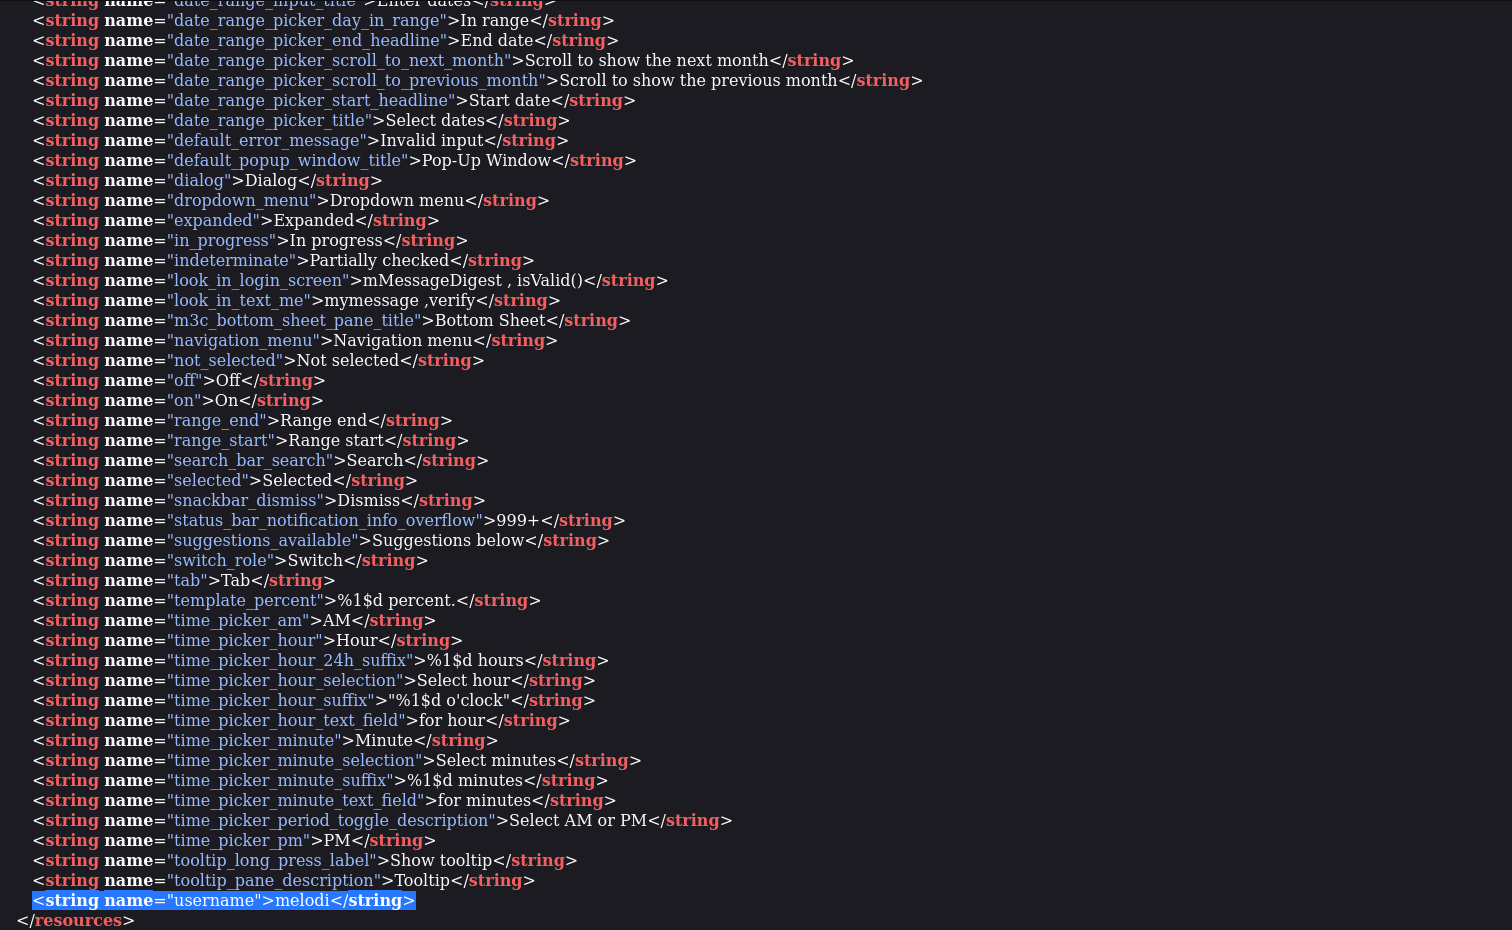 <string name="date_range_input_title">Enter dates</string>
<string name="date_range_picker_day_in_range">In range</string>
<string name="date_range_picker_end_headline">End date</string>
<string name="date_range_picker_scroll_to_next_month">Scroll to show the next month</string>
<string name="date_range_picker_scroll_to_previous_month">Scroll to show the previous month</string>
<string name="date_range_picker_start_headline">Start date</string>
<string name="date_range_picker_title">Select dates</string>
<string name="default_error_message">Invalid input</string>
<string name="default_popup_window_title">Pop-Up Window</string>
<string name="dialog">Dialog</string>
<string name="dropdown_menu">Dropdown menu</string>
<string name="expanded">Expanded</string>
<string name="in_progress">In progress</string>
<string name="indeterminate">Partially checked</string>
<string name="look_in_login_screen">mMessageDigest , isValid()</string>
<string name="look_in_text_me">mymessage ,verify</string>
<string name="m3c_bottom_sheet_pane_title">Bottom Sheet</string>
<string name="navigation_menu">Navigation menu</string>
<string name="not_selected">Not selected</string>
<string name="off">Off</string>
<string name="on">On</string>
<string name="range_end">Range end</string>
<string name="range_start">Range start</string>
<string name="search_bar_search">Search</string>
<string name="selected">Selected</string>
<string name="snackbar_dismiss">Dismiss</string>
<string name="status_bar_notification_info_overflow">999+</string>
<string name="suggestions_available">Suggestions below</string>
<string name="switch_role">Switch</string>
<string name="tab">Tab</string>
<string name="template_percent">%1$d percent.</string>
<string name="time_picker_am">AM</string>
<string name="time_picker_hour">Hour</string>
<string name="time_picker_hour_24h_suffix">%1$d hours</string>
<string name="time_picker_hour_selection">Select hour</string>
<string name="time_picker_hour_suffix">"%1$d o'clock"</string>
<string name="time_picker_hour_text_field">for hour</string>
<string name="time_picker_minute">Minute</string>
<string name="time_picker_minute_selection">Select minutes</string>
<string name="time_picker_minute_suffix">%1$d minutes</string>
<string name="time_picker_minute_text_field">for minutes</string>
<string name="time_picker_period_toggle_description">Select AM or PM</string>
<string name="time_picker_pm">PM</string>
<string name="tooltip_long_press_label">Show tooltip</string>
<string name="tooltip_pane_description">Tooltip</string>
<string name="username">melodi</string>
</resources>